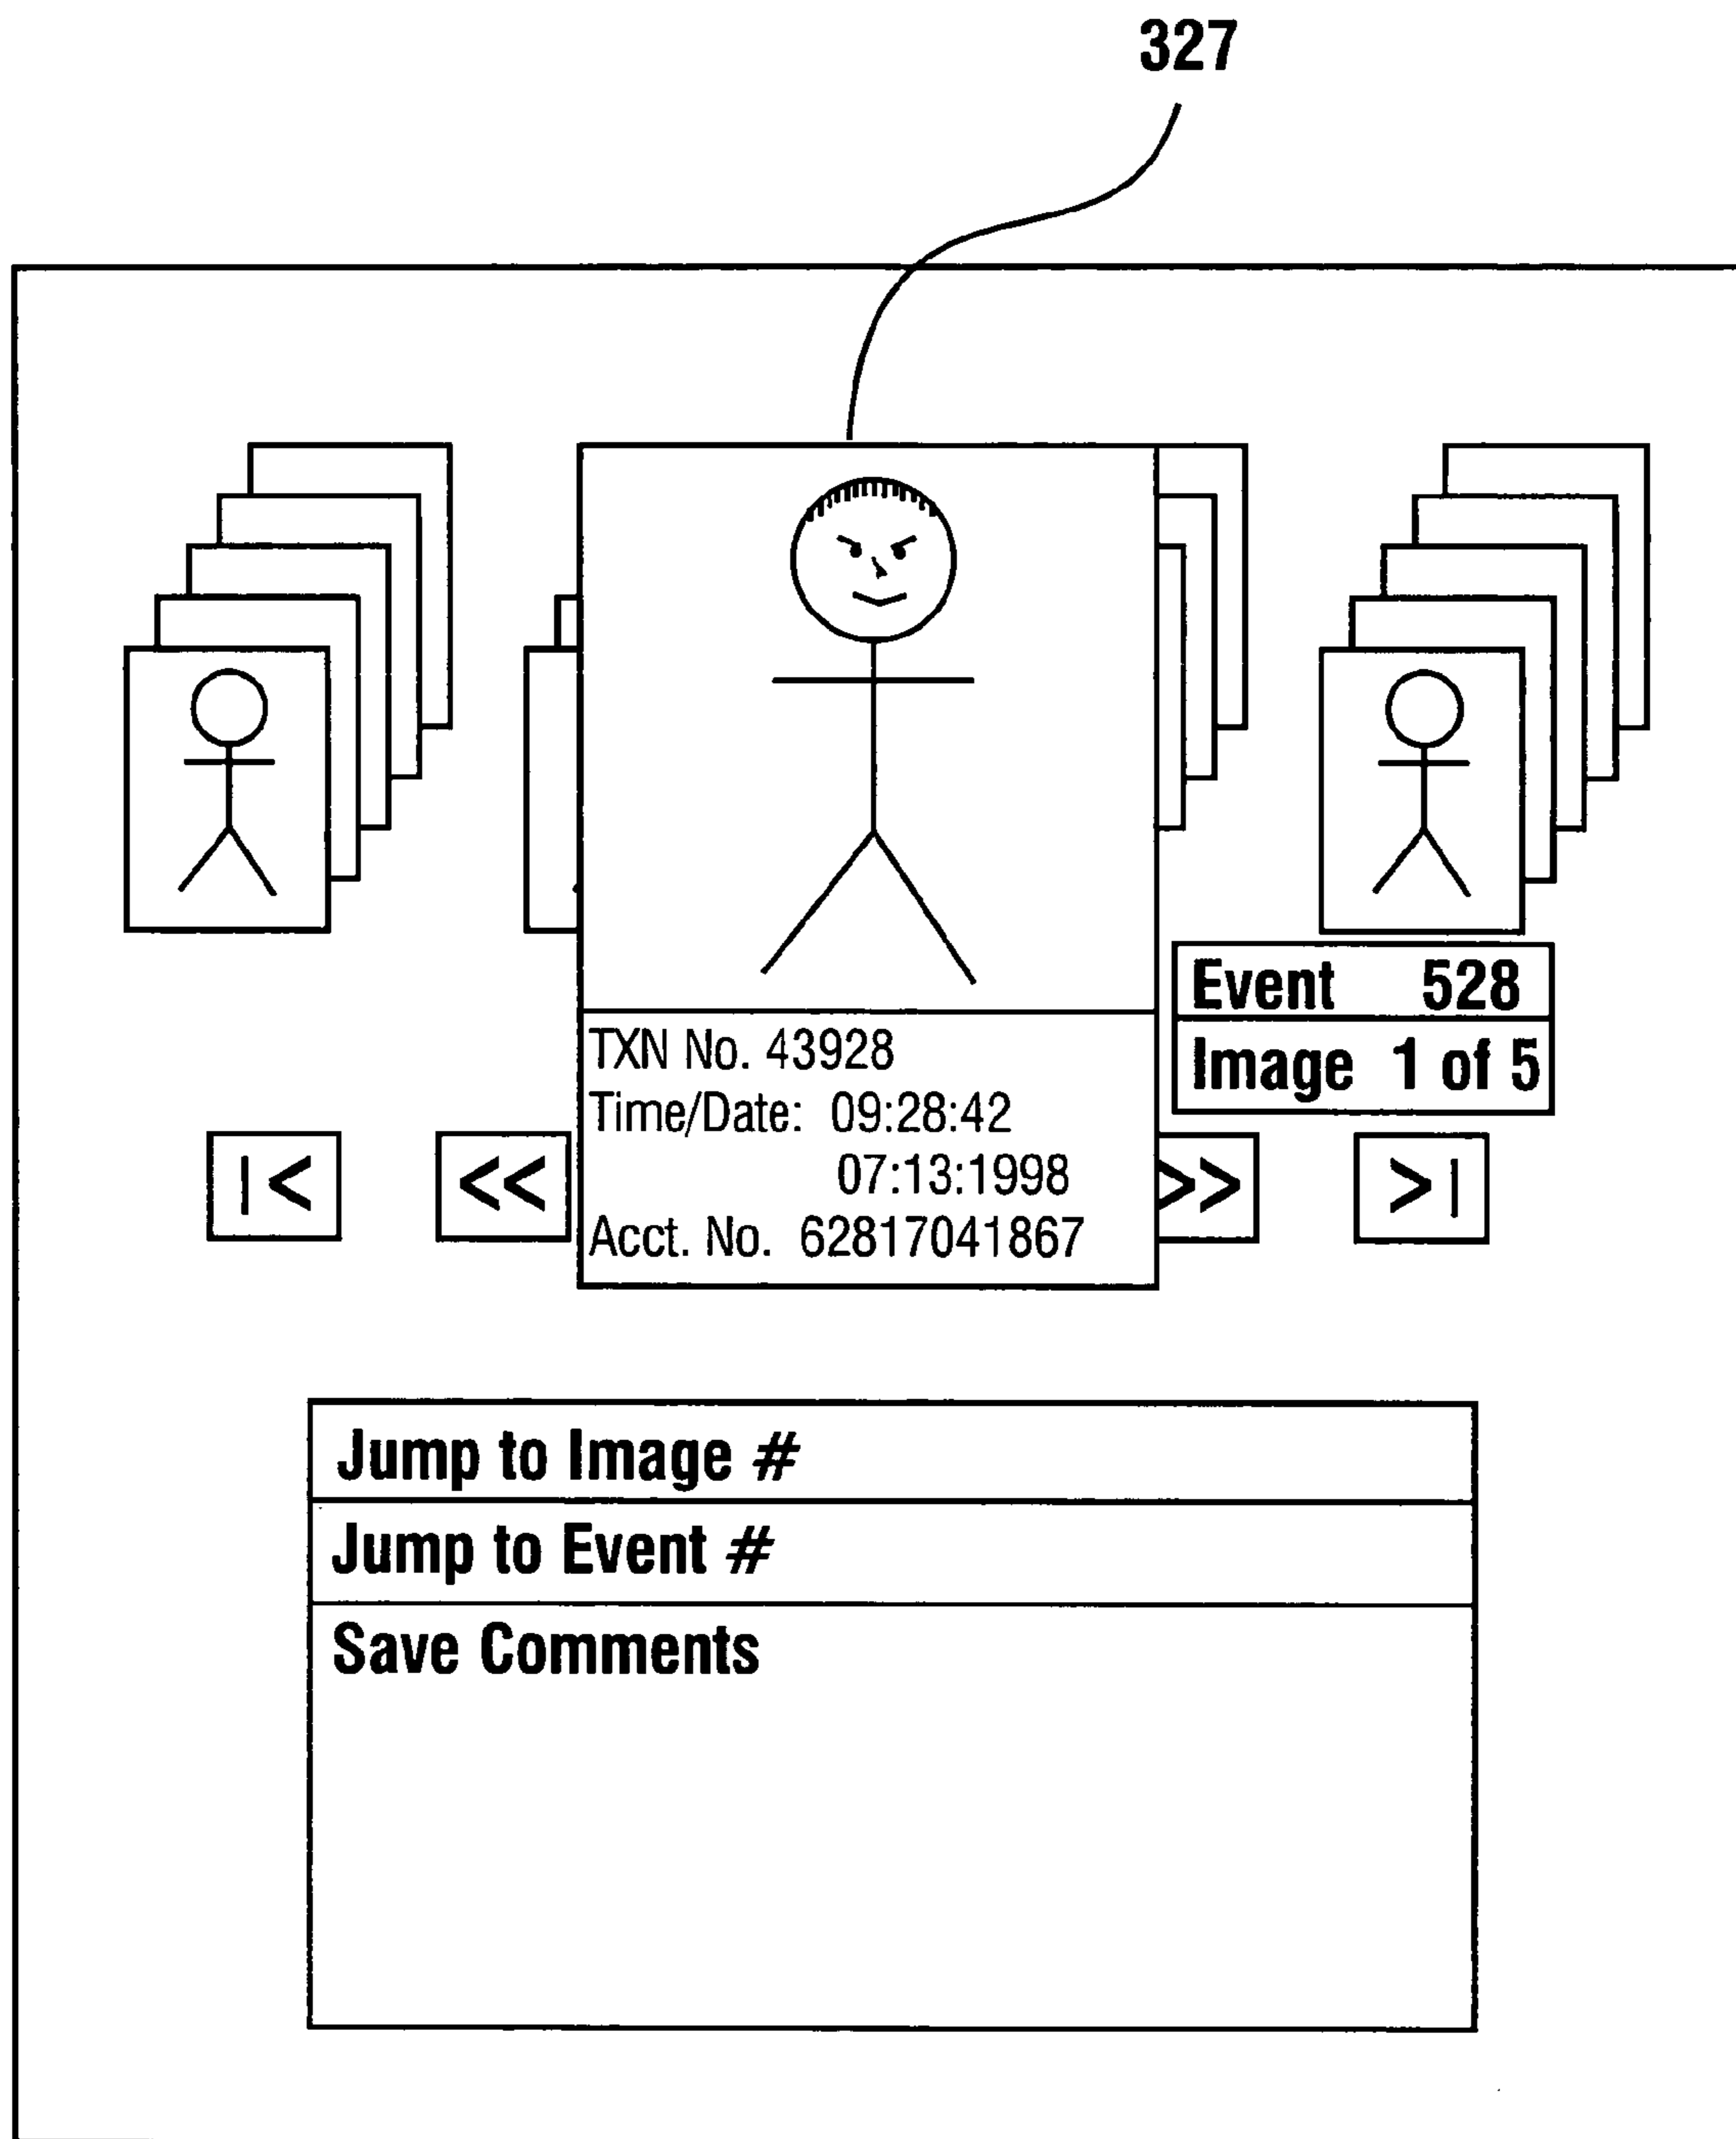 327
Event 528
Image 1 of 5
TXN No. 43928
Time/Date: 09:28:42
07:13:1998
Acct. No. 62817041867
|< << >> >|
Jump to Image #
Jump to Event #
Save Comments